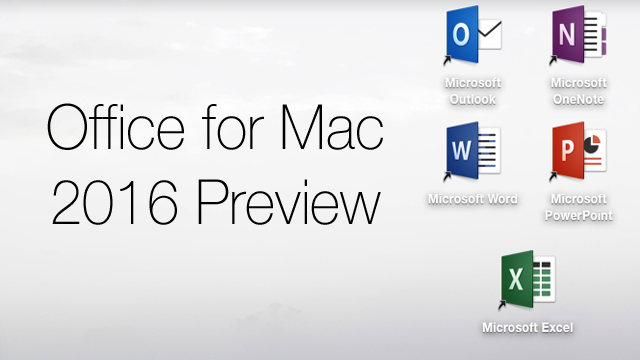 Office for Mac
2016 Preview
O
Microsoft
Outlook
N
Microsoft
OneNote
W
Microsoft Word
P
Microsoft
PowerPoint
X
Microsoft Excel